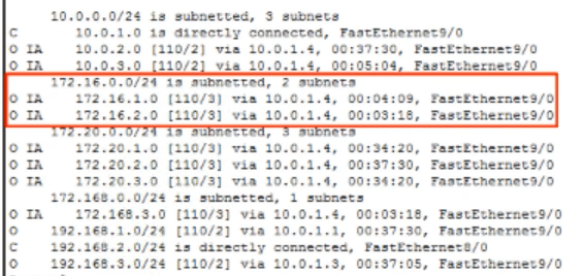 10.0.0.0/24 is subnetted, 3 subnets
C 10.0.1.0 is directly connected, FastEthernet9/0
O IA 10.0.2.0 [110/2] via 10.0.1.4, 00:37:30, FastEthernet9/0
O IA 10.0.3.0 [110/2] via 10.0.1.4, 00:05:04, FastEthernet9/0
172.16.0.0/24 is subnetted, 2 subnets
O IA 172.16.1.0 [110/3] via 10.0.1.4, 00:04:09, FastEthernet9/0
O IA 172.16.2.0 [110/3] via 10.0.1.4, 00:03:18, FastEthernet9/0
172.20.0.0/24 is subnetted, 3 subnets
O IA 172.20.1.0 [110/3] via 10.0.1.4, 00:34:20, FastEthernet9/0
O IA 172.20.2.0 [110/3] via 10.0.1.4, 00:37:30, FastEthernet9/0
O IA 172.20.3.0 [110/3] via 10.0.1.4, 00:34:20, FastEthernet9/0
172.168.0.0/24 is subnetted, 1 subnets
O IA 172.168.3.0 [110/3] via 10.0.1.4, 00:03:18, FastEthernet9/0
O 192.168.1.0/24 [110/2] via 10.0.1.1, 00:37:30, FastEthernet9/0
C 192.168.2.0/24 is directly connected, FastEthernet8/0
O 192.168.3.0/24 [110/2] via 10.0.1.3, 00:37:05, FastEthernet9/0